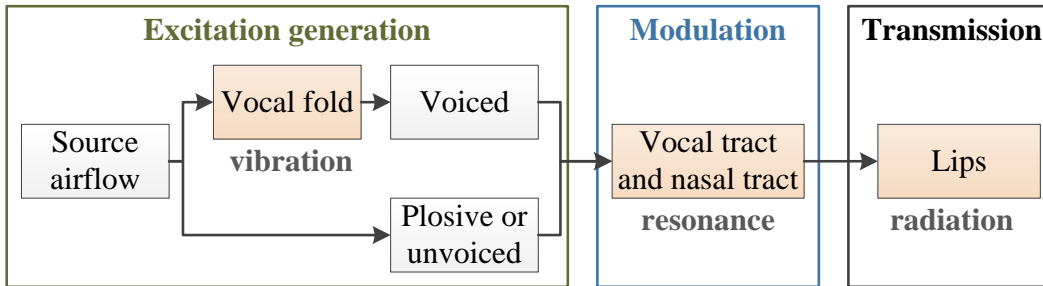 Excitation generation
Source
airflow
Vocal fold
vibration
Voiced
Plosive or
unvoiced
Modulation
Vocal tract
and nasal tract
resonance
Transmission
Lips
radiation